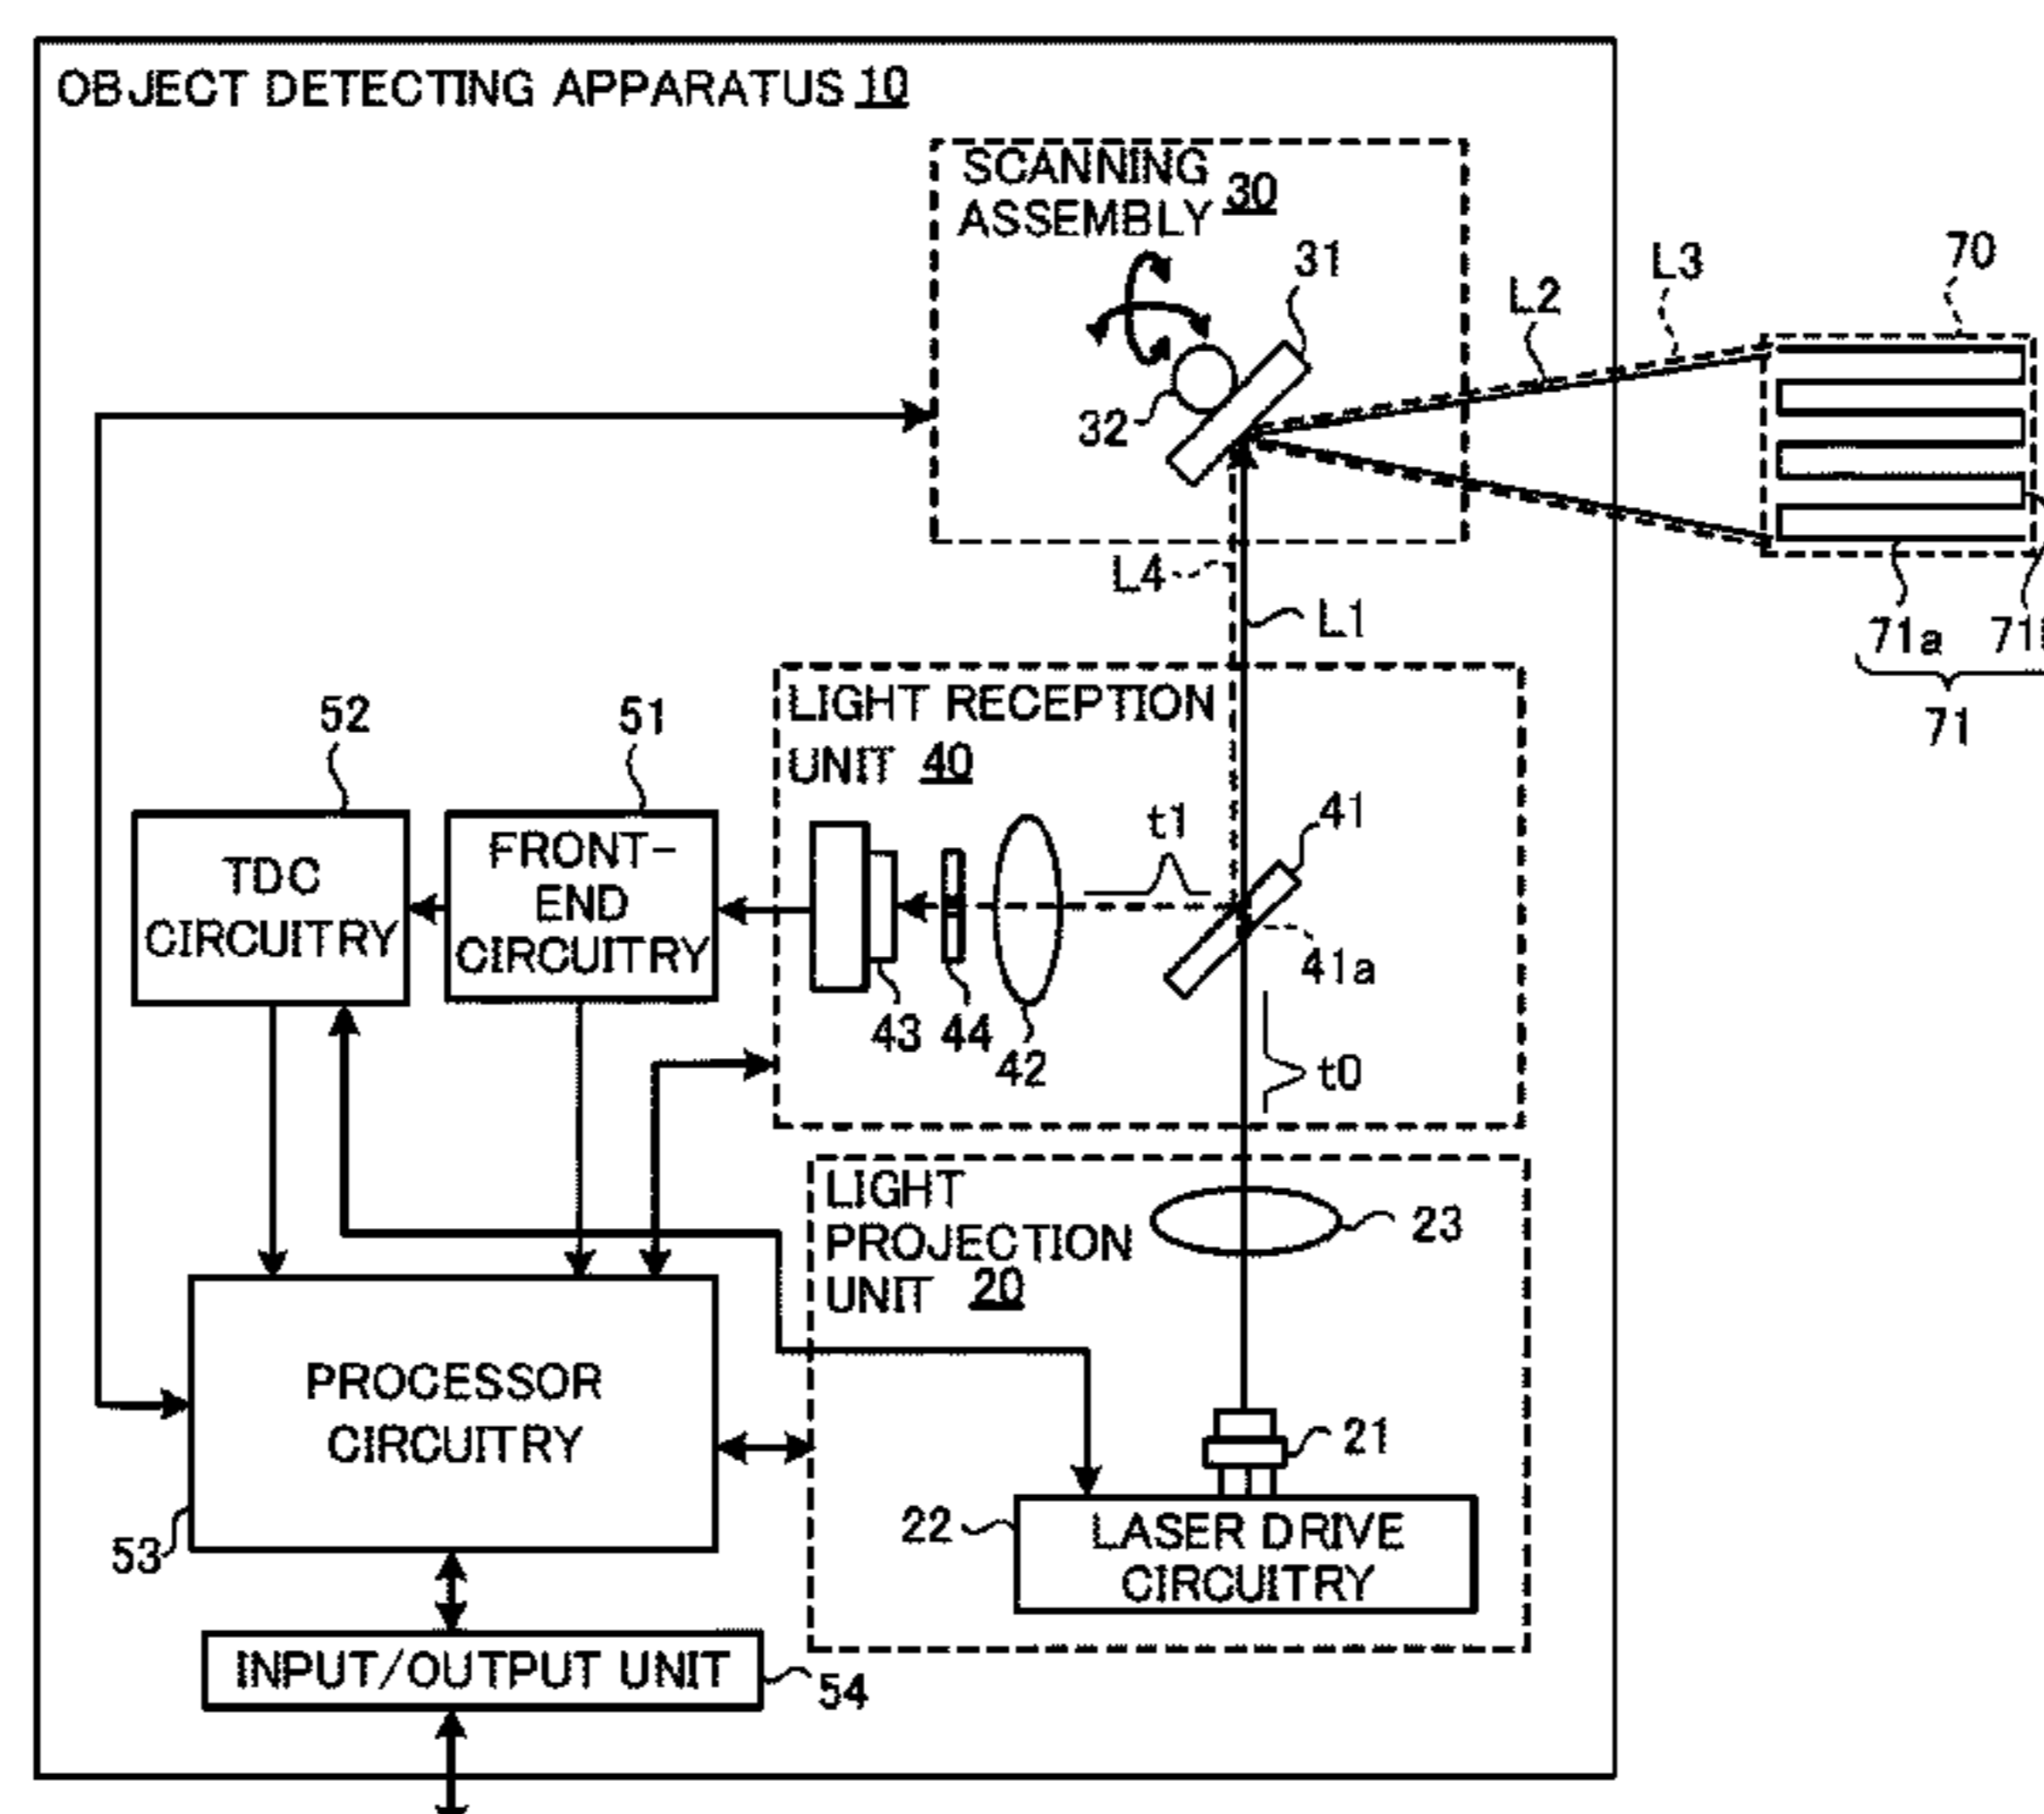 OBJECT DETECTING APPARATUS 10
SCANNING
ASSEMBLY 30
31
32
L2
L3
70
L4
L1
71a
71
LIGHT RECEPTION
UNIT 40
52
51
t1
41
TDC
CIRCUITRY
FRONT-
END
CIRCUITRY
41a
43
44
42
t0
LIGHT
PROJECTION
UNIT 20
23
PROCESSOR
CIRCUITRY
21
53
22
LASER DRIVE
CIRCUITRY
INPUT/OUTPUT UNIT
54